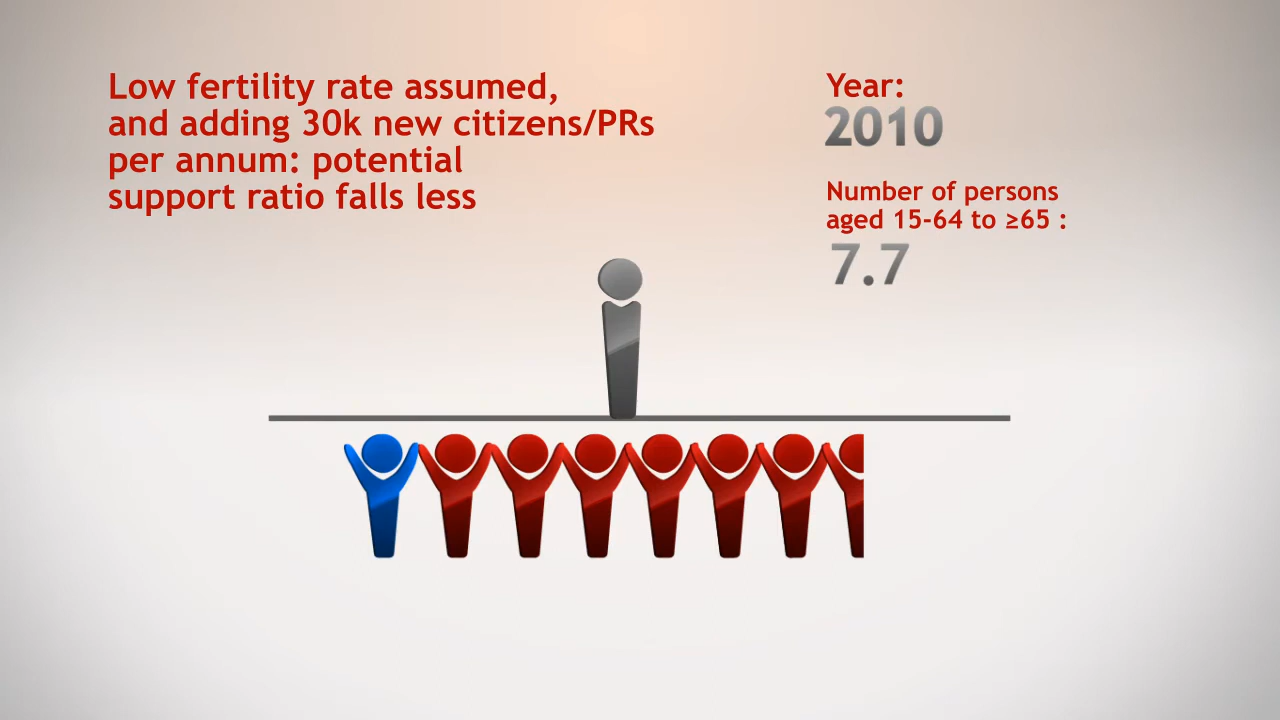 Low fertility rate assumed,
and adding 30k new citizens/PRs
per annum: potential
support ratio falls less
Year:
2010
Number of persons
aged 15-64 to ≥65 :
7.7